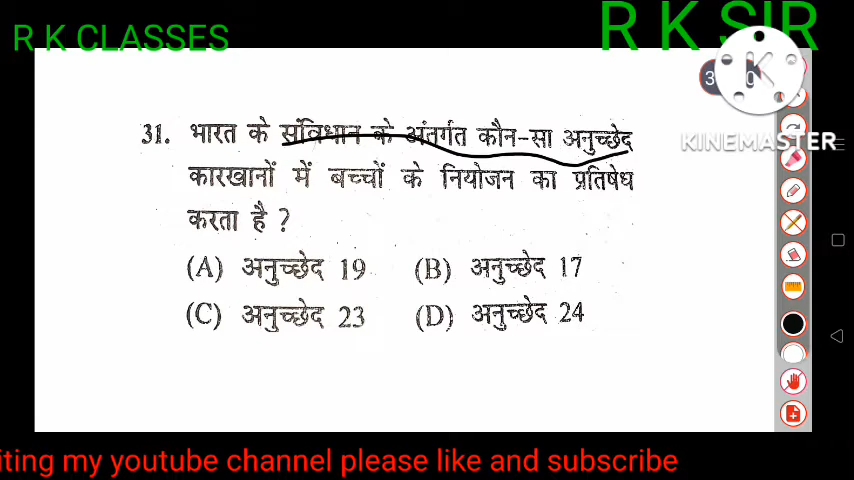 R K CLASSES
R K SIR
KINEMASTER
31. भारत के संविधान के अंतर्गत कौन-सा अनुच्छेद
कारखानों में बच्चों के नियोजन का प्रतिषेध
करता है ?
(A) अनुच्छेद 19 (B) अनुच्छेद 17
(C) अनुच्छेद 23 (D) अनुच्छेद 24
iting my youtube channel please like and subscribe